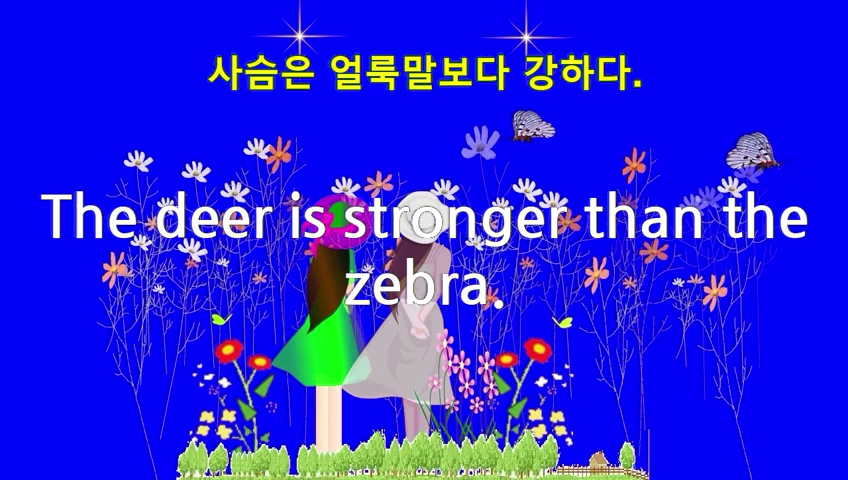 사슴은 얼룩말보다 강하다.
The deer is stronger than the
zebra.